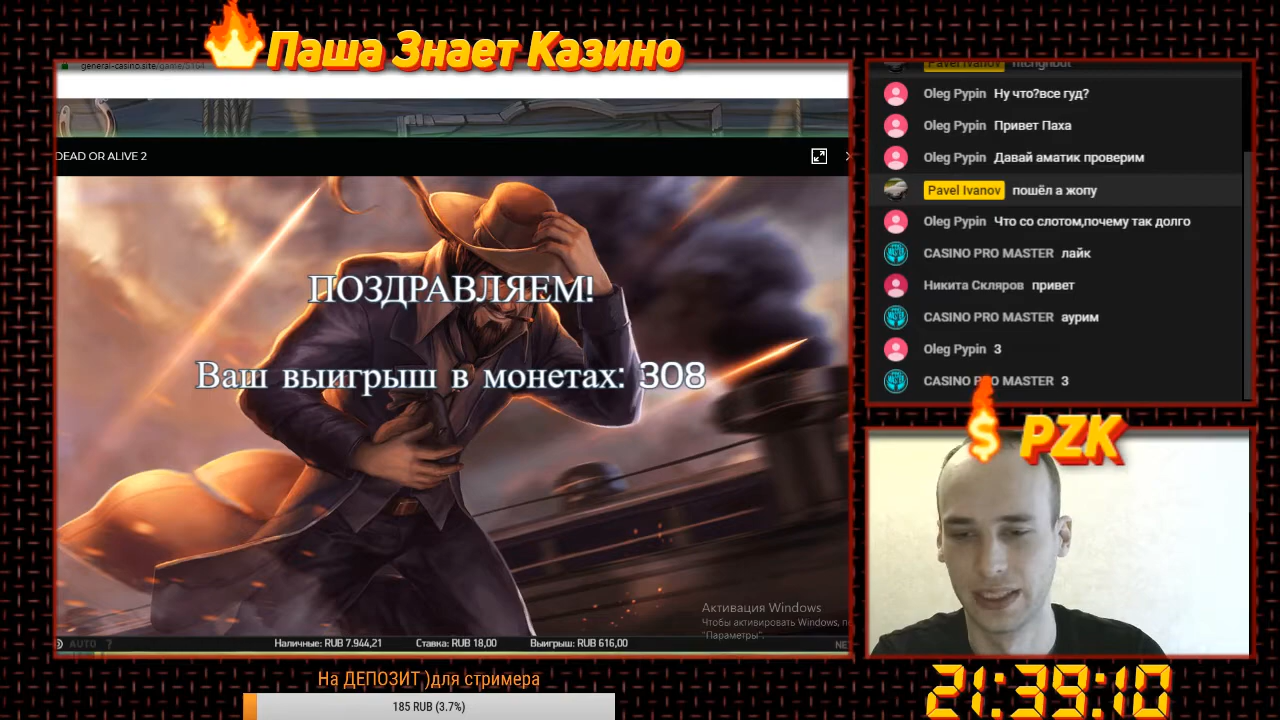 Паша Знает Казино
general-casino.site/game/5164
DEAD OR ALIVE 2
ПОЗДРАВЛЯЕМ!
Ваш выигрыш в монетах: 308
Активация Windows
Чтобы активировать Windows, п
"Параметры".
AUTO ?
Наличные: RUB 7.944,21 Ставка: RUB 18,00 Выигрыш: RUB 616,00
NE
На ДЕПОЗИТ )для стримера
185 RUB (3.7%)
Pavel Ivanov
Oleg Pypin Ну что?все гуд?
Oleg Pypin Привет Паха
Oleg Pypin Давай аматик проверим
Pavel Ivanov пошёл а жопу
Oleg Pypin Что со слотом,почему так долго
CASINO PRO MASTER лайк
Никита Скляров привет
CASINO PRO MASTER аурим
Oleg Pypin 3
CASINO PRO MASTER 3
$ PZK
21:39:10